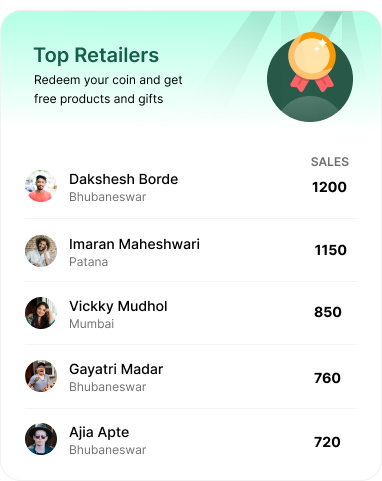 Top Retailers
Redeem your coin and get
free products and gifts
SALES
Dakshesh Borde
1200
Bhubaneswar
Imaran Maheshwari
1150
Patana
Vickky Mudhol
850
Mumbai
Gayatri Madar
760
Bhubaneswar
Ajia Apte
720
Bhubaneswar